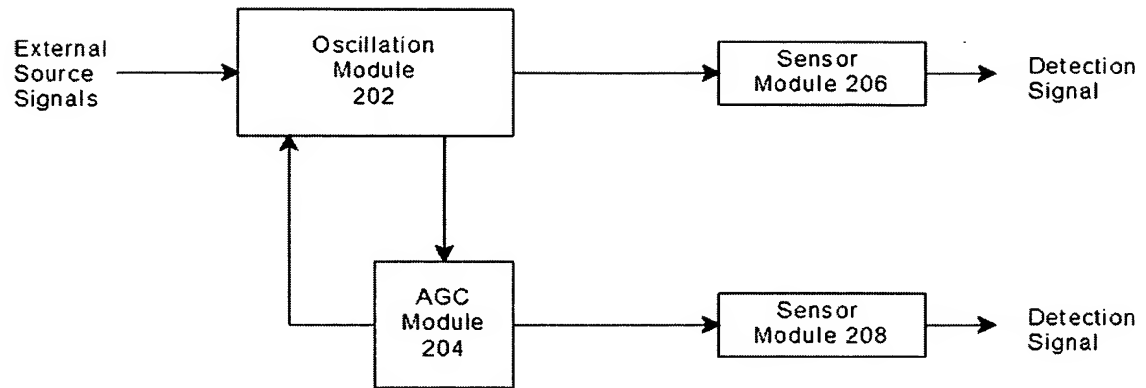 External
Source
Signals
Oscillation
Module
202
Sensor
Module 206
Detection
Signal
AGC
Module
204
Sensor
Module 208
Detection
Signal